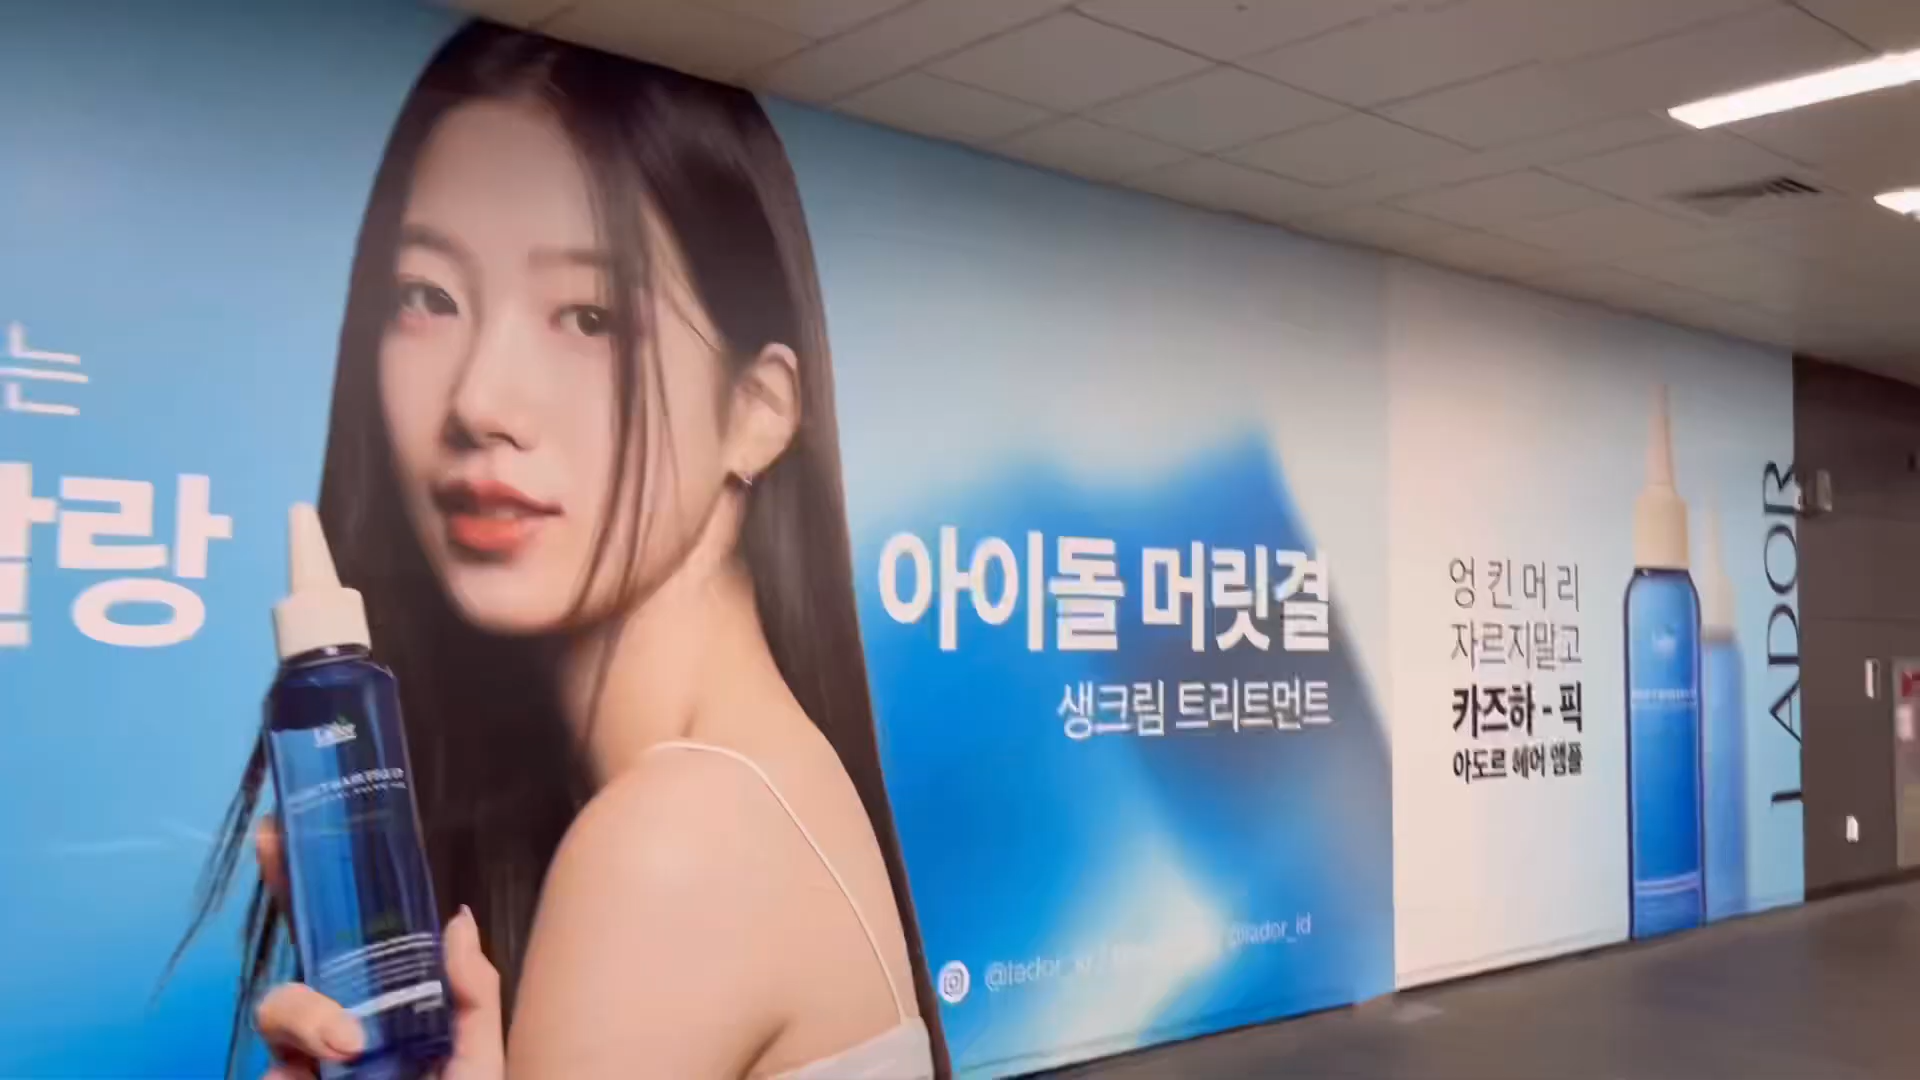 는
랑
아이돌 머릿결
생크림 트리트먼트
@lador_id
엉킨머리
자르지말고
카즈하 - 픽
아도르 헤어 앰플
LADOR
Lador